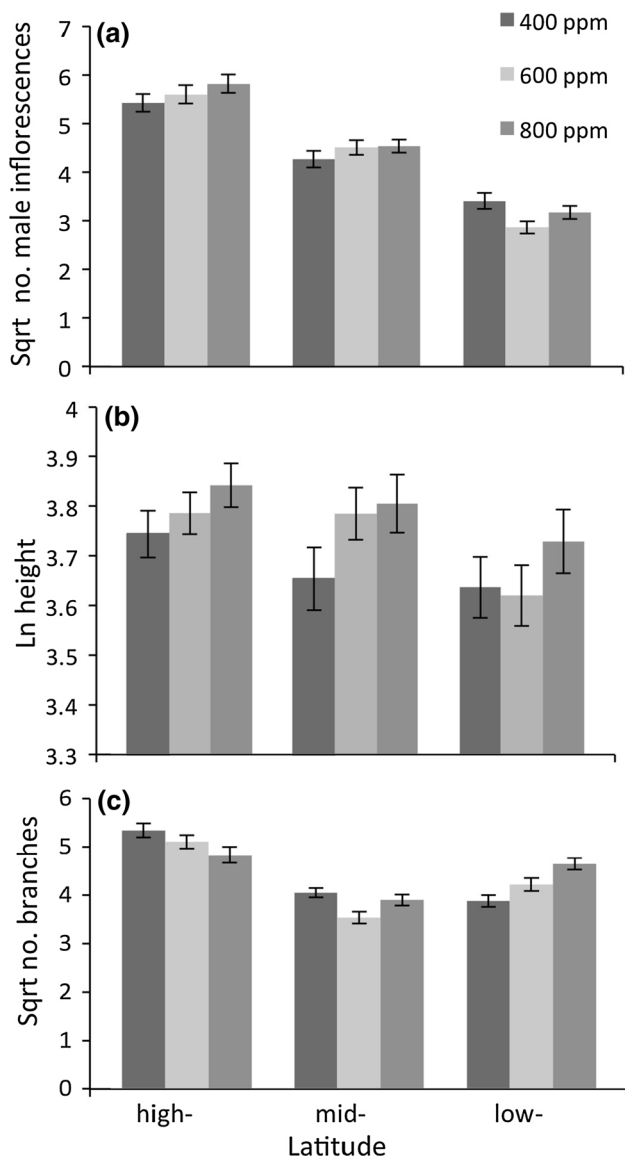 (a)
400 ppm
600 ppm
800 ppm
Sqrt no. male inflorescences
7
6
5
4
3
2
1
0
(b)
Ln height
4
3.9
3.8
3.7
3.6
3.5
3.4
3.3
(c)
Sqrt no. branches
6
5
4
3
2
1
0
high- mid- low-
Latitude